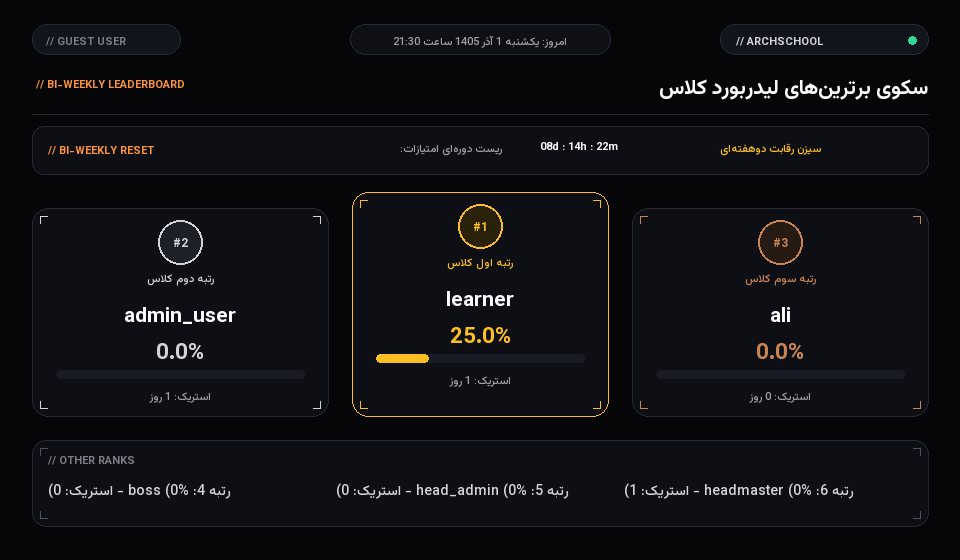 // GUEST USER
امروز: یکشنبه 1 آذر 1405 ساعت 21:30
// ARCHSCHOOL
// BI-WEEKLY LEADERBOARD
سکوی برترین‌های لیدربورد کلاس
// BI-WEEKLY RESET
ریست دوره‌ای امتیازات:
08d : 14h : 22m
سیزن رقابت دوهفته‌ای
#2
رتبه دوم کلاس
admin_user
0.0%
استریک: 1 روز
#1
رتبه اول کلاس
learner
25.0%
استریک: 1 روز
#3
رتبه سوم کلاس
ali
0.0%
استریک: 0 روز
// OTHER RANKS
رتبه 4: boss (0% - استریک: 0)
رتبه 5: head_admin (0% - استریک: 0)
رتبه 6: headmaster (0% - استریک: 1)